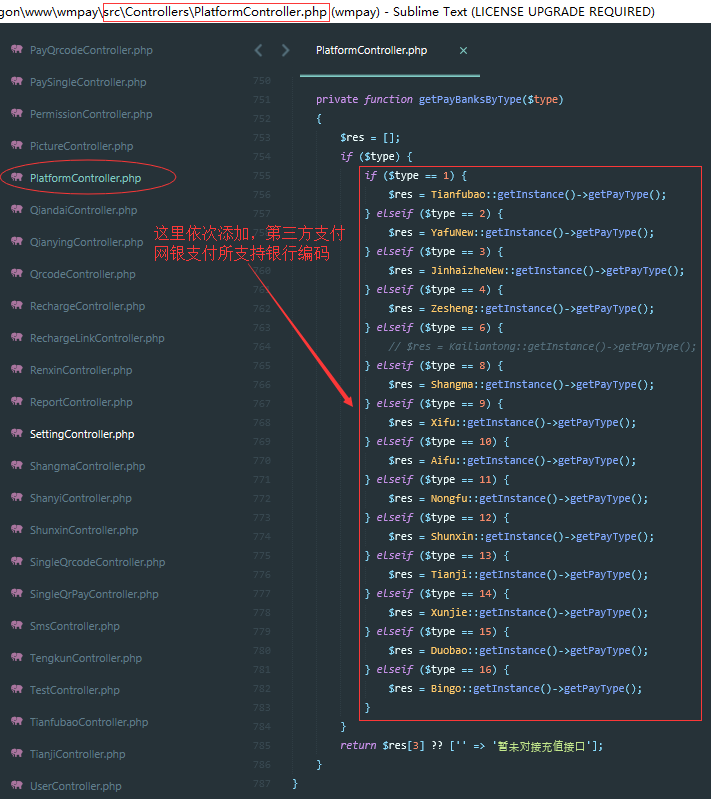 gon\www\wmpay\src\Controllers\PlatformController.php (wmpay) - Sublime Text (LICENSE UPGRADE REQUIRED)
PayQrcodeController.php
PaySingleController.php
PermissionController.php
PictureController.php
PlatformController.php
QiandaiController.php
QianyingController.php
QrcodeController.php
RechargeController.php
RechargeLinkController.php
RenxinController.php
ReportController.php
SettingController.php
ShangmaController.php
ShanyiController.php
ShunxinController.php
SingleQrcodeController.php
SingleQrPayController.php
SmsController.php
TengkunController.php
TestController.php
TianfubaoController.php
TianjiController.php
UserController.php
这里依次添加，第三方支付
网银支付所支持银行编码
PlatformController.php ×
750
751 private function getPayBanksByType($type)
752 {
753 $res = [];
754 if ($type) {
755 if ($type == 1) {
756 $res = Tianfubao::getInstance()->getPayType();
757 } elseif ($type == 2) {
758 $res = YafuNew::getInstance()->getPayType();
759 } elseif ($type == 3) {
760 $res = JinhaizheNew::getInstance()->getPayType();
761 } elseif ($type == 4) {
762 $res = Zesheng::getInstance()->getPayType();
763 } elseif ($type == 6) {
764 // $res = Kailiantong::getInstance()->getPayType();
765 } elseif ($type == 8) {
766 $res = Shangma::getInstance()->getPayType();
767 } elseif ($type == 9) {
768 $res = Xifu::getInstance()->getPayType();
769 } elseif ($type == 10) {
770 $res = Aifu::getInstance()->getPayType();
771 } elseif ($type == 11) {
772 $res = Nongfu::getInstance()->getPayType();
773 } elseif ($type == 12) {
774 $res = Shunxin::getInstance()->getPayType();
775 } elseif ($type == 13) {
776 $res = Tianji::getInstance()->getPayType();
777 } elseif ($type == 14) {
778 $res = Xunjie::getInstance()->getPayType();
779 } elseif ($type == 15) {
780 $res = Duobao::getInstance()->getPayType();
781 } elseif ($type == 16) {
782 $res = Bingo::getInstance()->getPayType();
783 }
784 }
785 return $res[3] ?? ['' => '暂未对接充值接口'];
786 }
787 }